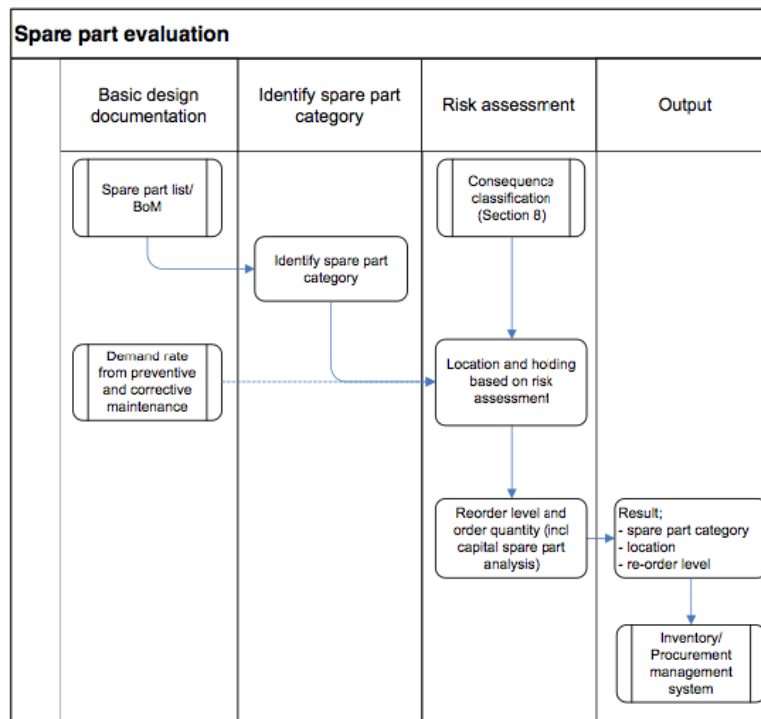 Spare part evaluation
Basic design
documentation
Identify spare part
category
Risk assessment
Output
Spare part list/
BoM
Consequence
classification
(Section 8)
Identify spare part
category
Demand rate
from preventive
and corrective
maintenance
Location and holding
based on risk
assessment
Reorder level and
order quantity (incl
capital spare part
analysis)
Result;
- spare part category
- location
- re-order level
Inventory/
Procurement
management
system